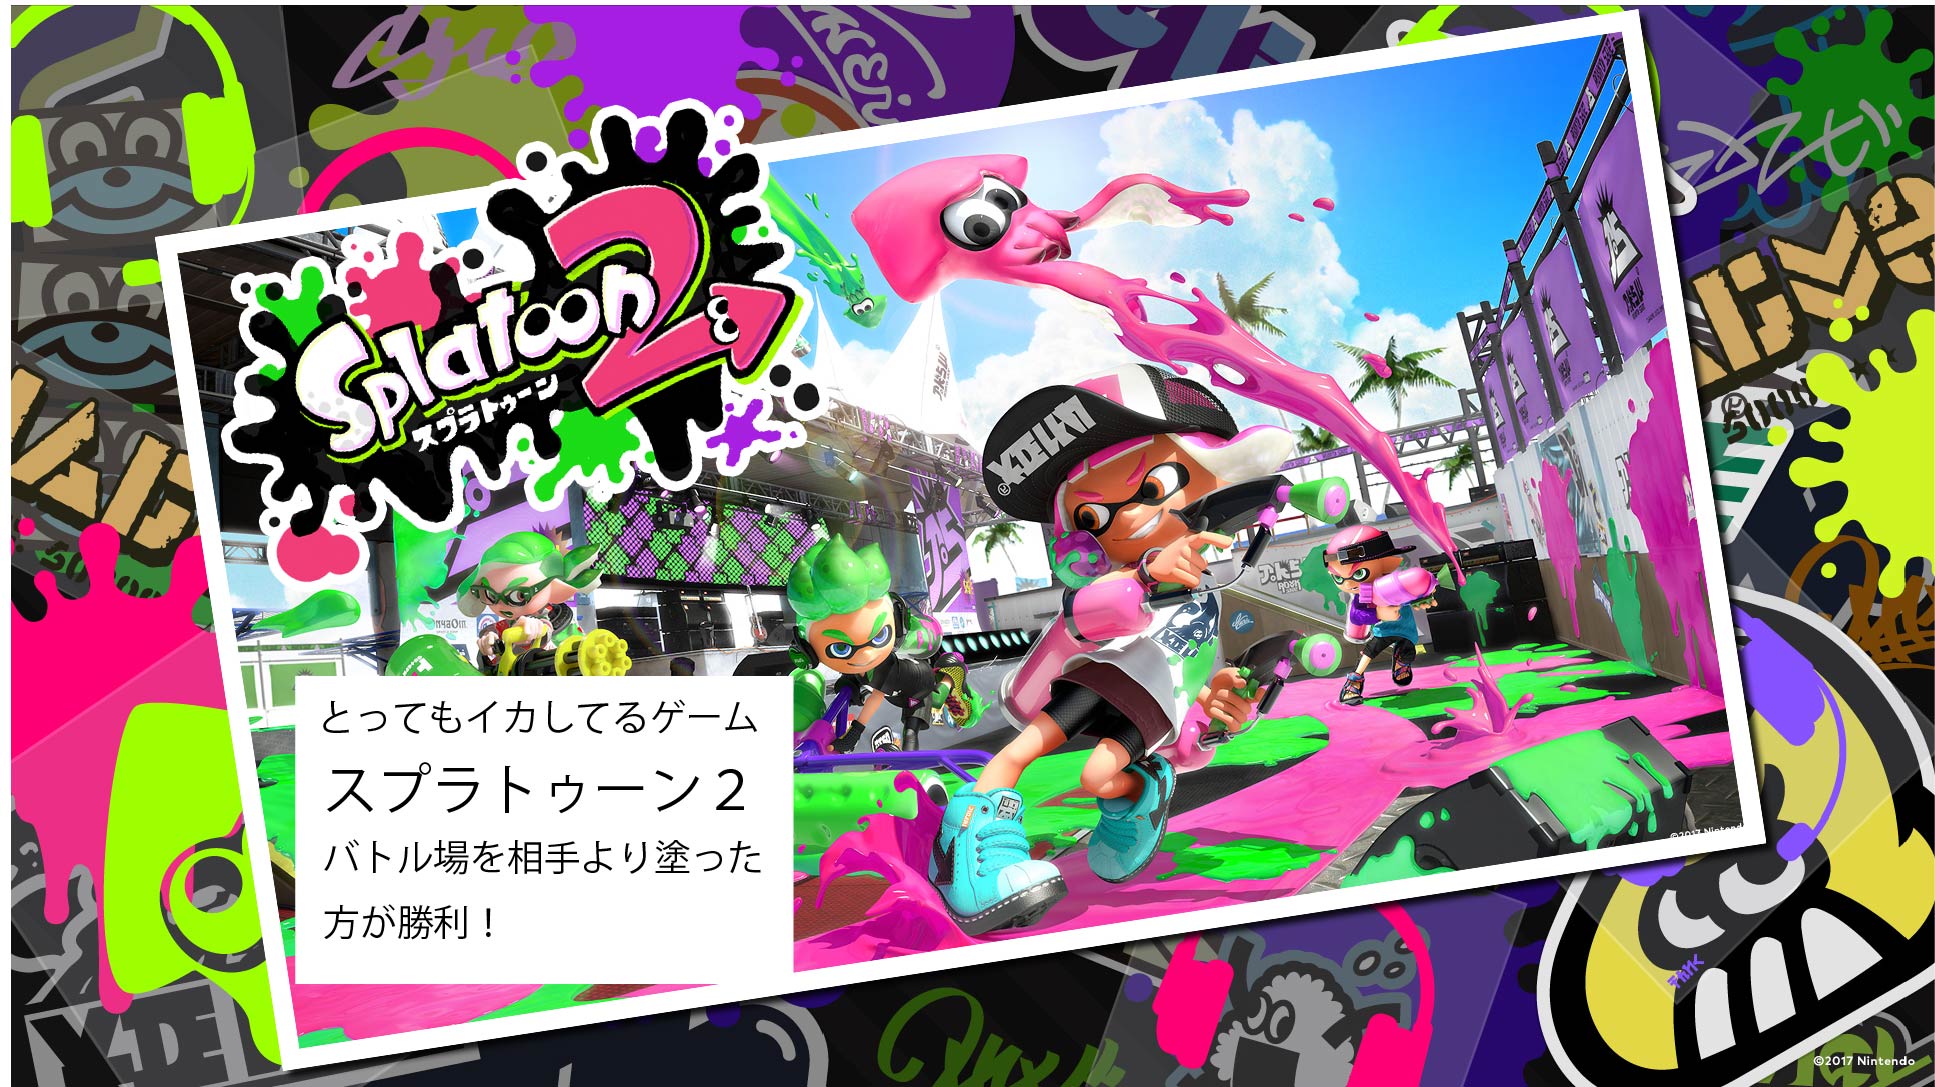 Splatoon 2
スプラトゥーン
とってもイカしてるゲーム
スプラトゥーン２
バトル場を相手より塗った
方が勝利！
©2017 Nintendo
©2017 Nintendo